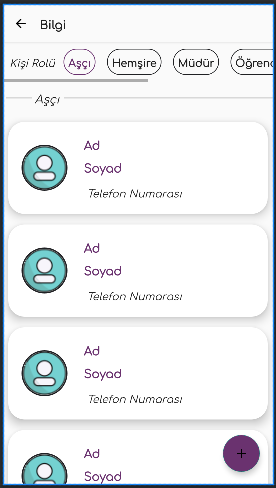 Bilgi
Kişi Rolü Aşçı Hemşire Müdür Öğrenc
Aşçı
Ad
Soyad
Telefon Numarası
Ad
Soyad
Telefon Numarası
Ad
Soyad
Telefon Numarası
Ad
Soyad